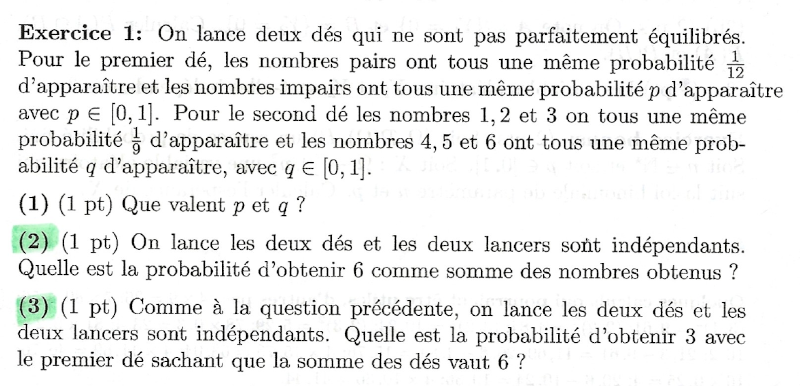 Exercice 1: On lance deux dés qui ne sont pas parfaitement équilibrés.
Pour le premier dé, les nombres pairs ont tous une même probabilité 1/12
d'apparaître et les nombres impairs ont tous une même probabilité p d'apparaître
avec p ∈ [0, 1]. Pour le second dé les nombres 1, 2 et 3 on tous une même
probabilité 1/9 d'apparaître et les nombres 4, 5 et 6 ont tous une même prob-
abilité q d'apparaître, avec q ∈ [0, 1].
(1) (1 pt) Que valent p et q ?
(2) (1 pt) On lance les deux dés et les deux lancers sont indépendants.
Quelle est la probabilité d'obtenir 6 comme somme des nombres obtenus ?
(3) (1 pt) Comme à la question précédente, on lance les deux dés et les
deux lancers sont indépendants. Quelle est la probabilité d'obtenir 3 avec
le premier dé sachant que la somme des dés vaut 6 ?